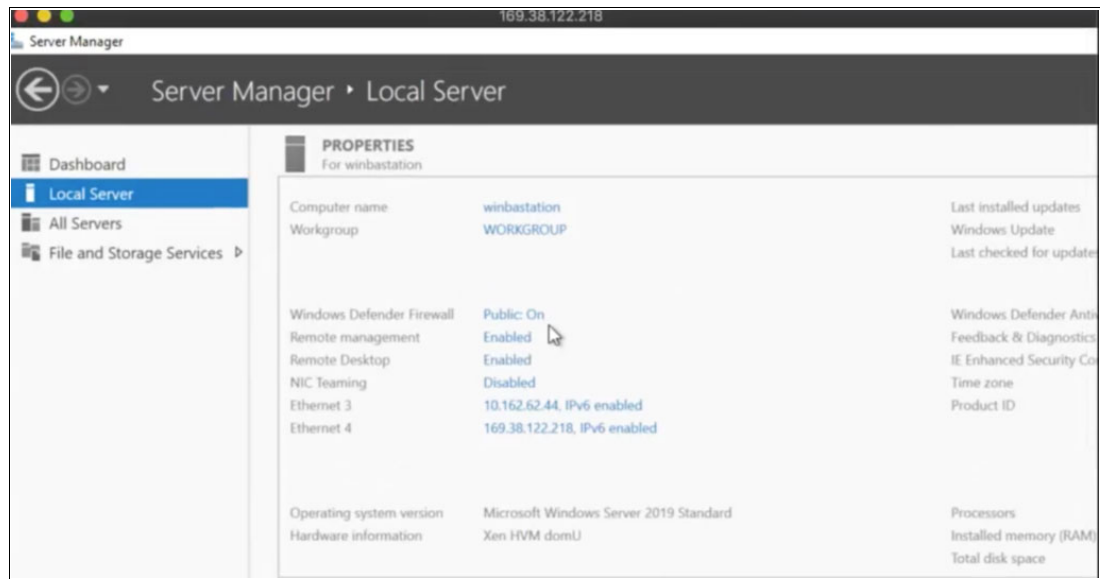 169.38.122.218
Server Manager
Server Manager • Local Server
Dashboard
Local Server
All Servers
File and Storage Services
PROPERTIES
For winbastation
Computer name winbastation
Workgroup WORKGROUP
Windows Defender Firewall Public: On
Remote management Enabled
Remote Desktop Enabled
NIC Teaming Disabled
Ethernet 3 10.162.62.44, IPv6 enabled
Ethernet 4 169.38.122.218, IPv6 enabled
Operating system version Microsoft Windows Server 2019 Standard
Hardware information Xen HVM domU
Last installed updates
Windows Update
Last checked for update
Windows Defender Anti
Feedback & Diagnostics
IE Enhanced Security Co
Time zone
Product ID
Processors
Installed memory (RAM)
Total disk space